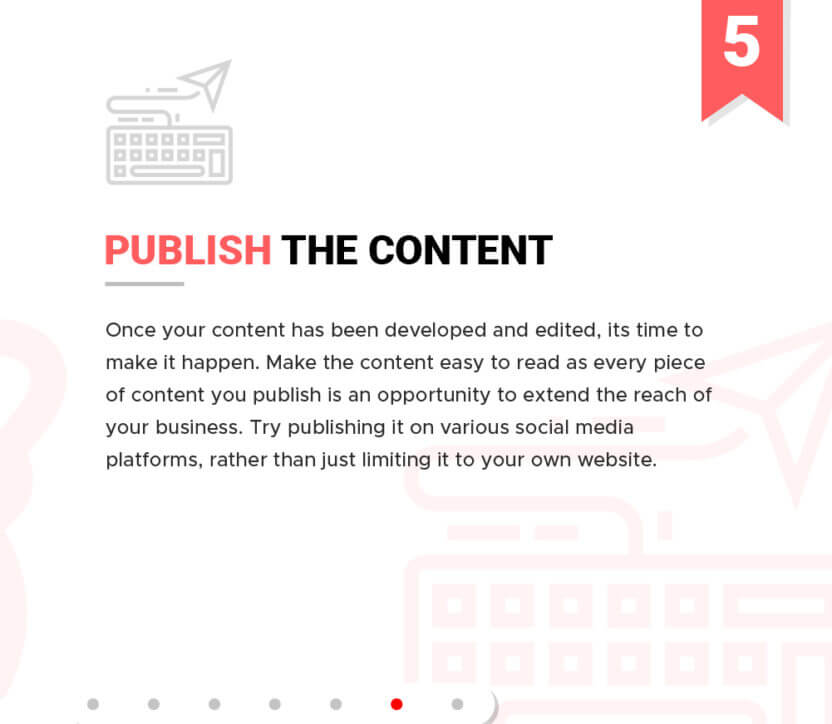 5
PUBLISH THE CONTENT
Once your content has been developed and edited, its time to
make it happen. Make the content easy to read as every piece
of content you publish is an opportunity to extend the reach of
your business. Try publishing it on various social media
platforms, rather than just limiting it to your own website.